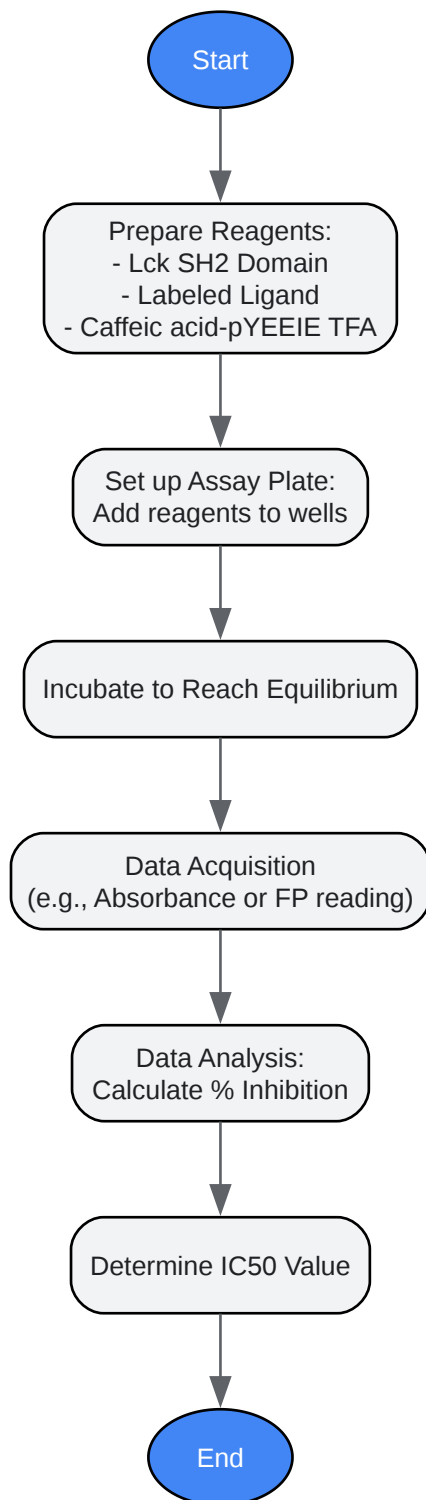 Start
Prepare Reagents:
- Lck SH2 Domain
- Labeled Ligand
- Caffeic acid-pYEEIE TFA
Set up Assay Plate:
Add reagents to wells
Incubate to Reach Equilibrium
Data Acquisition
(e.g., Absorbance or FP reading)
Data Analysis:
Calculate % Inhibition
Determine IC50 Value
End